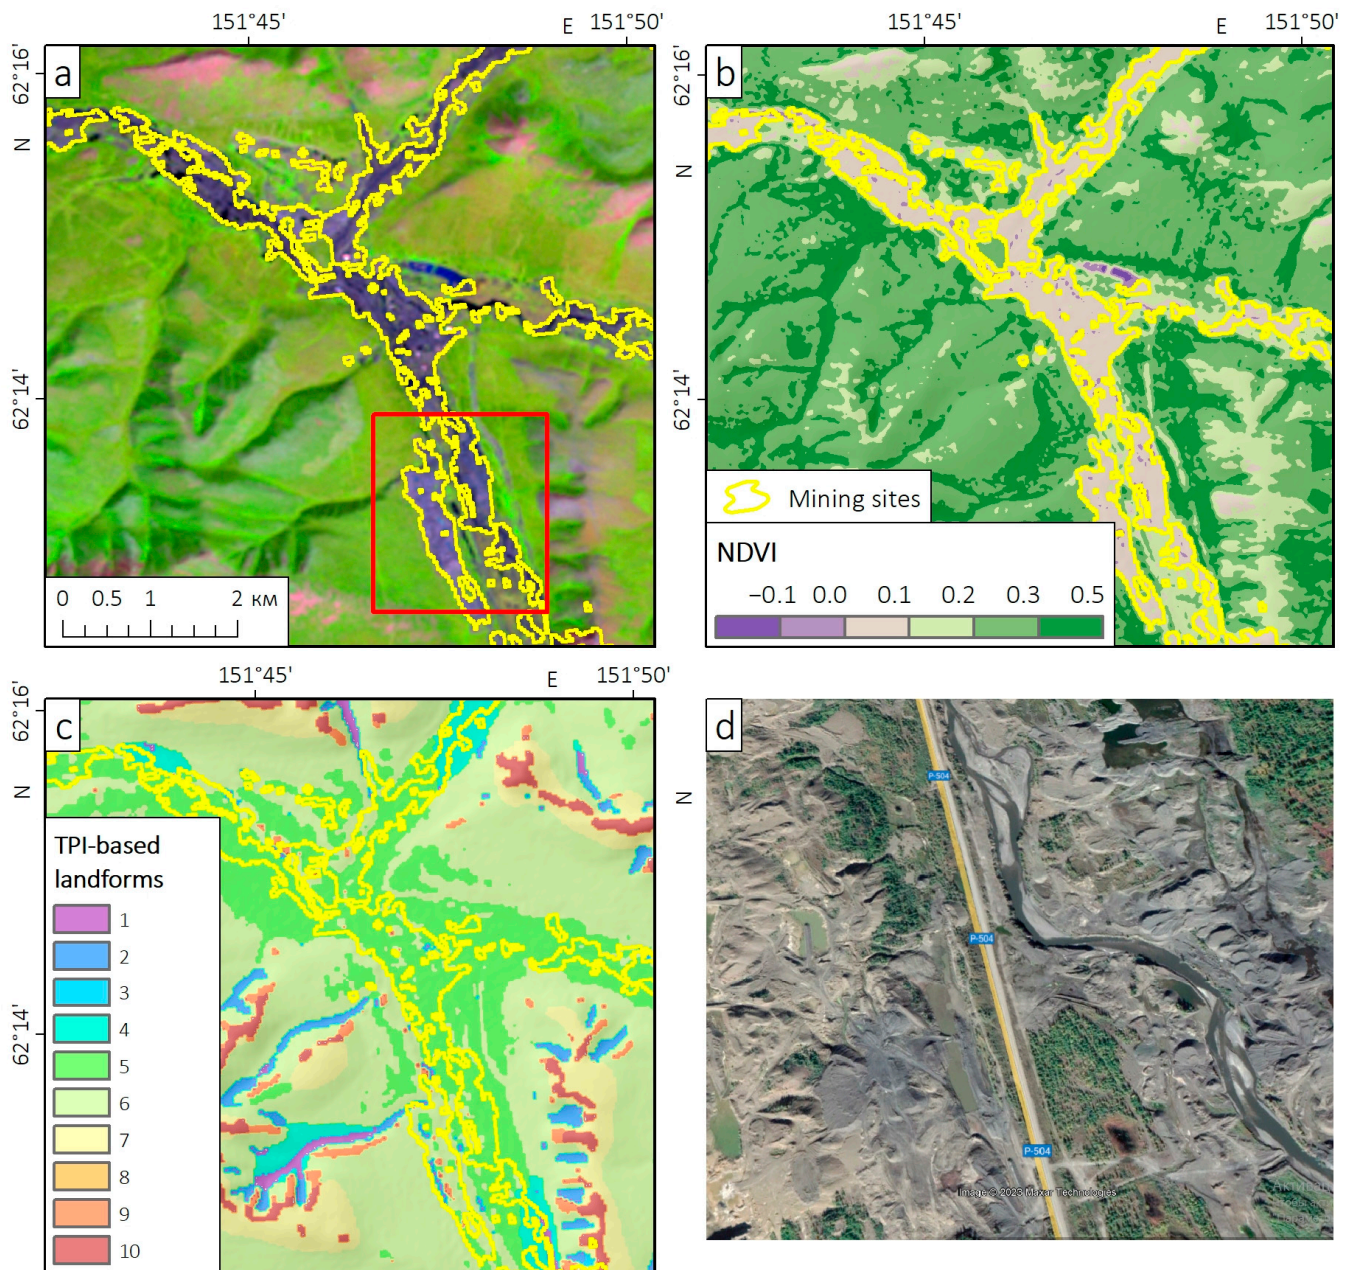 151°45' E 151°50'
151°45' E 151°50'
62°16'
N
62°14'
a
0 0.5 1 2 км
62°16'
N
62°14'
b
Mining sites
NDVI
−0.1 0.0 0.1 0.2 0.3 0.5
151°45' E 151°50'
62°16'
N
62°14'
c
TPI-based
landforms
1
2
3
4
5
6
7
8
9
10
N
d
P-504
P-504
P-504
Image © 2023 Maxar Technologies